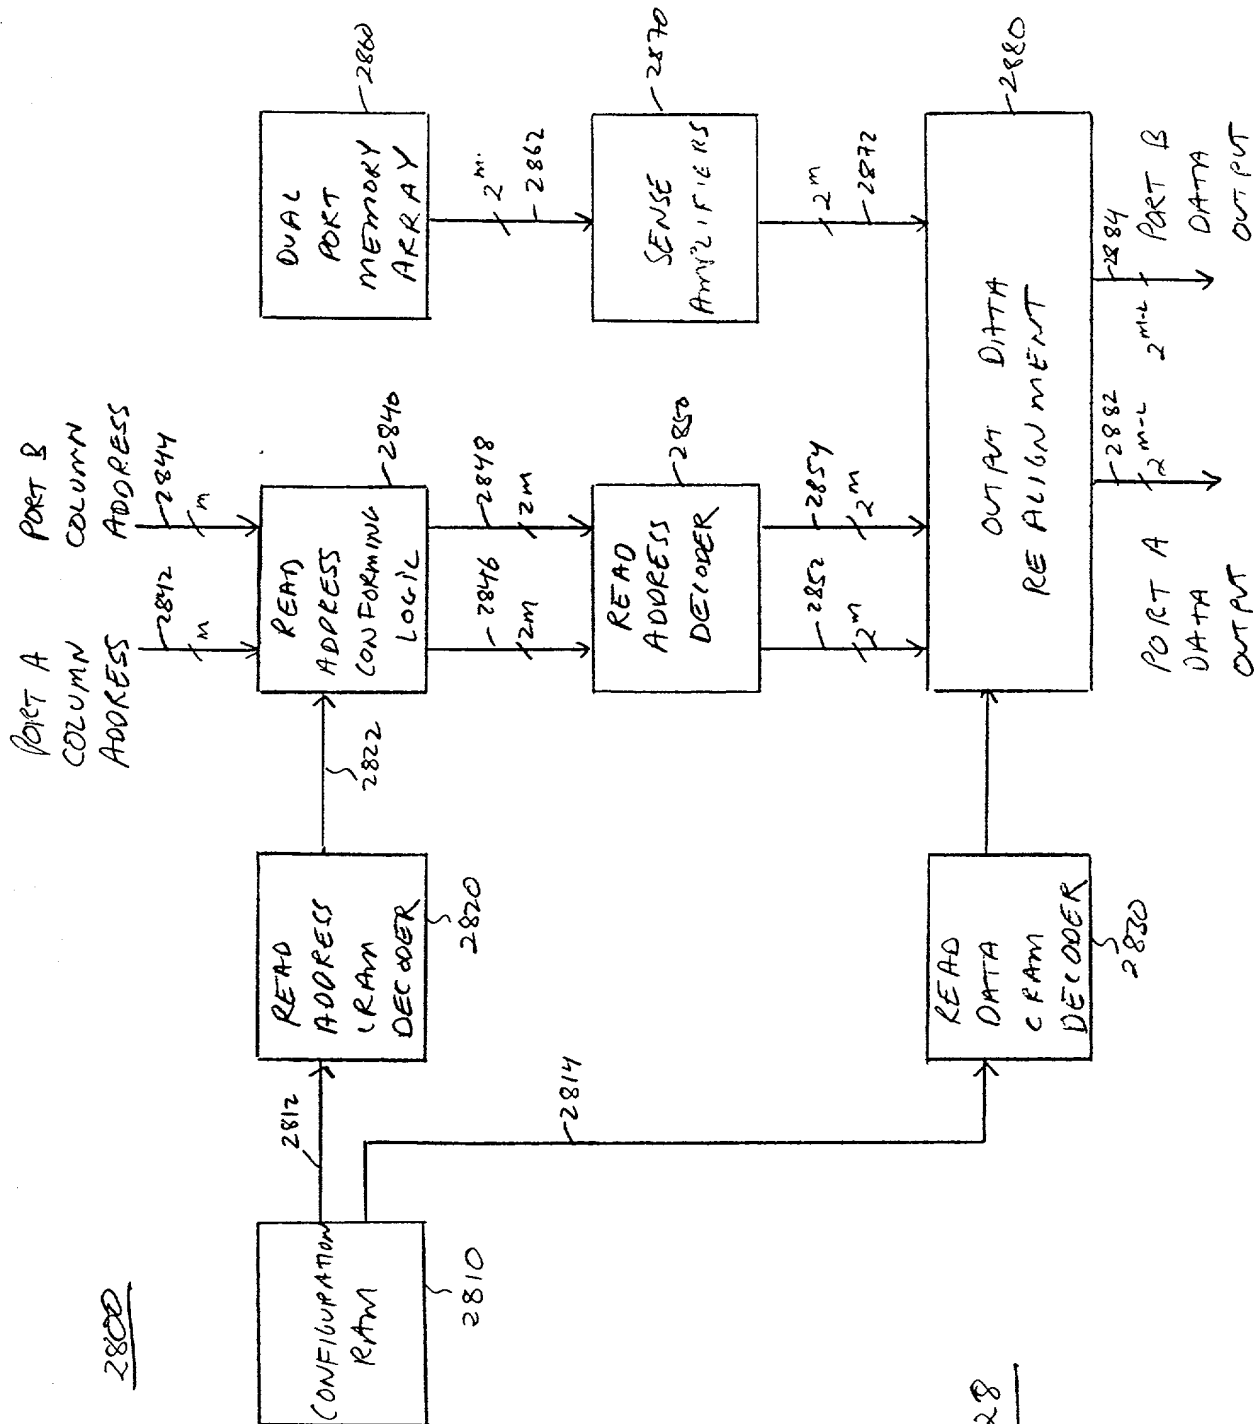 2800
CONFIGURATION
RAM
2810
2812
2814
READ
ADDRESS
CRAM
DECODER
2820
2822
READ
DATA
CRAM
DECODER
2830
PORT A
COLUMN
ADDRESS
2842
m
PORT B
COLUMN
ADDRESS
2844
m
READ
ADDRESS
CONFORMING
LOGIC
2840
2846
2m
2848
2m
READ
ADDRESS
DECODER
2850
2852
2^m
2854
2^m
DUAL
PORT
MEMORY
ARRAY
2860
2^m
2862
SENSE
AMPLIFIERS
2870
2^m
2872
OUTPUT DATA
REALIGNMENT
2880
2882
2^m-L
PORT A
DATA
OUTPUT
2884
2^m-L
PORT B
DATA
OUTPUT
28